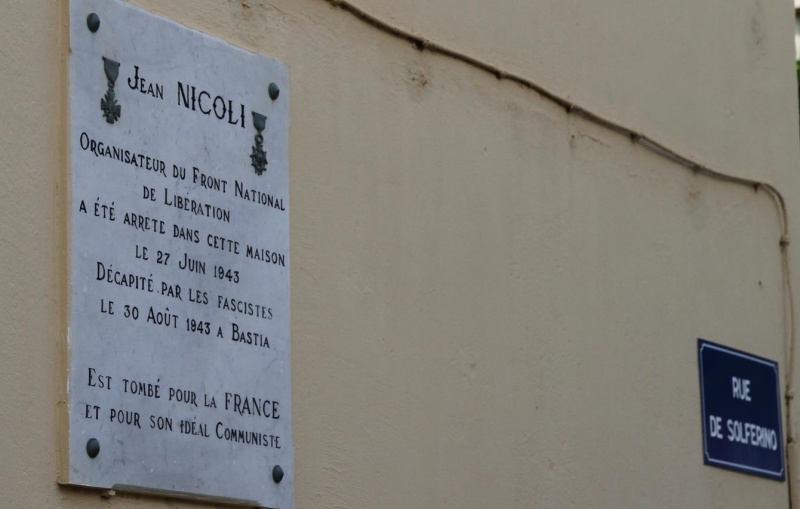 Jean NICOLI
Organisateur du Front National
de Libération
a été arrete dans cette maison
le 27 Juin 1943
Décapité par les fascistes
le 30 Août 1943 a Bastia
Est tombé pour la FRANCE
et pour son idéal Communiste
RUE
DE SOLFERINO